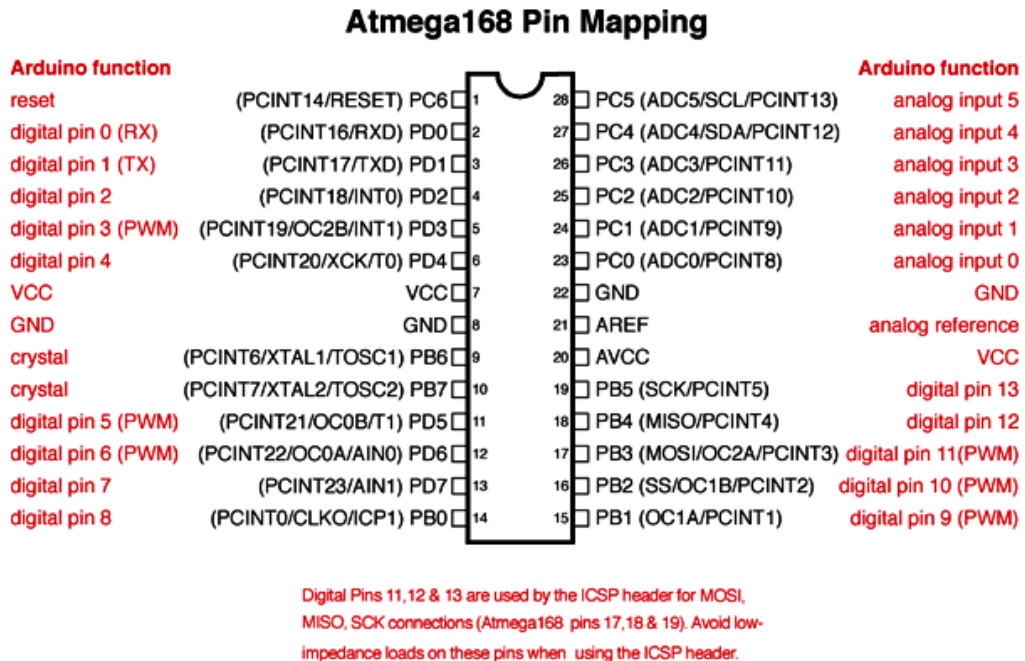 Atmega168 Pin Mapping
Arduino function Arduino function
reset (PCINT14/RESET) PC6 1 28 PC5 (ADC5/SCL/PCINT13) analog input 5
digital pin 0 (RX) (PCINT16/RXD) PD0 2 27 PC4 (ADC4/SDA/PCINT12) analog input 4
digital pin 1 (TX) (PCINT17/TXD) PD1 3 26 PC3 (ADC3/PCINT11) analog input 3
digital pin 2 (PCINT18/INT0) PD2 4 25 PC2 (ADC2/PCINT10) analog input 2
digital pin 3 (PWM) (PCINT19/OC2B/INT1) PD3 5 24 PC1 (ADC1/PCINT9) analog input 1
digital pin 4 (PCINT20/XCK/T0) PD4 6 23 PC0 (ADC0/PCINT8) analog input 0
VCC VCC 7 22 GND GND
GND GND 8 21 AREF analog reference
crystal (PCINT6/XTAL1/TOSC1) PB6 9 20 AVCC VCC
crystal (PCINT7/XTAL2/TOSC2) PB7 10 19 PB5 (SCK/PCINT5) digital pin 13
digital pin 5 (PWM) (PCINT21/OC0B/T1) PD5 11 18 PB4 (MISO/PCINT4) digital pin 12
digital pin 6 (PWM) (PCINT22/OC0A/AIN0) PD6 12 17 PB3 (MOSI/OC2A/PCINT3) digital pin 11(PWM)
digital pin 7 (PCINT23/AIN1) PD7 13 16 PB2 (SS/OC1B/PCINT2) digital pin 10 (PWM)
digital pin 8 (PCINT0/CLKO/ICP1) PB0 14 15 PB1 (OC1A/PCINT1) digital pin 9 (PWM)
Digital Pins 11,12 & 13 are used by the ICSP header for MOSI,
MISO, SCK connections (Atmega168 pins 17,18 & 19). Avoid low-
impedance loads on these pins when using the ICSP header.